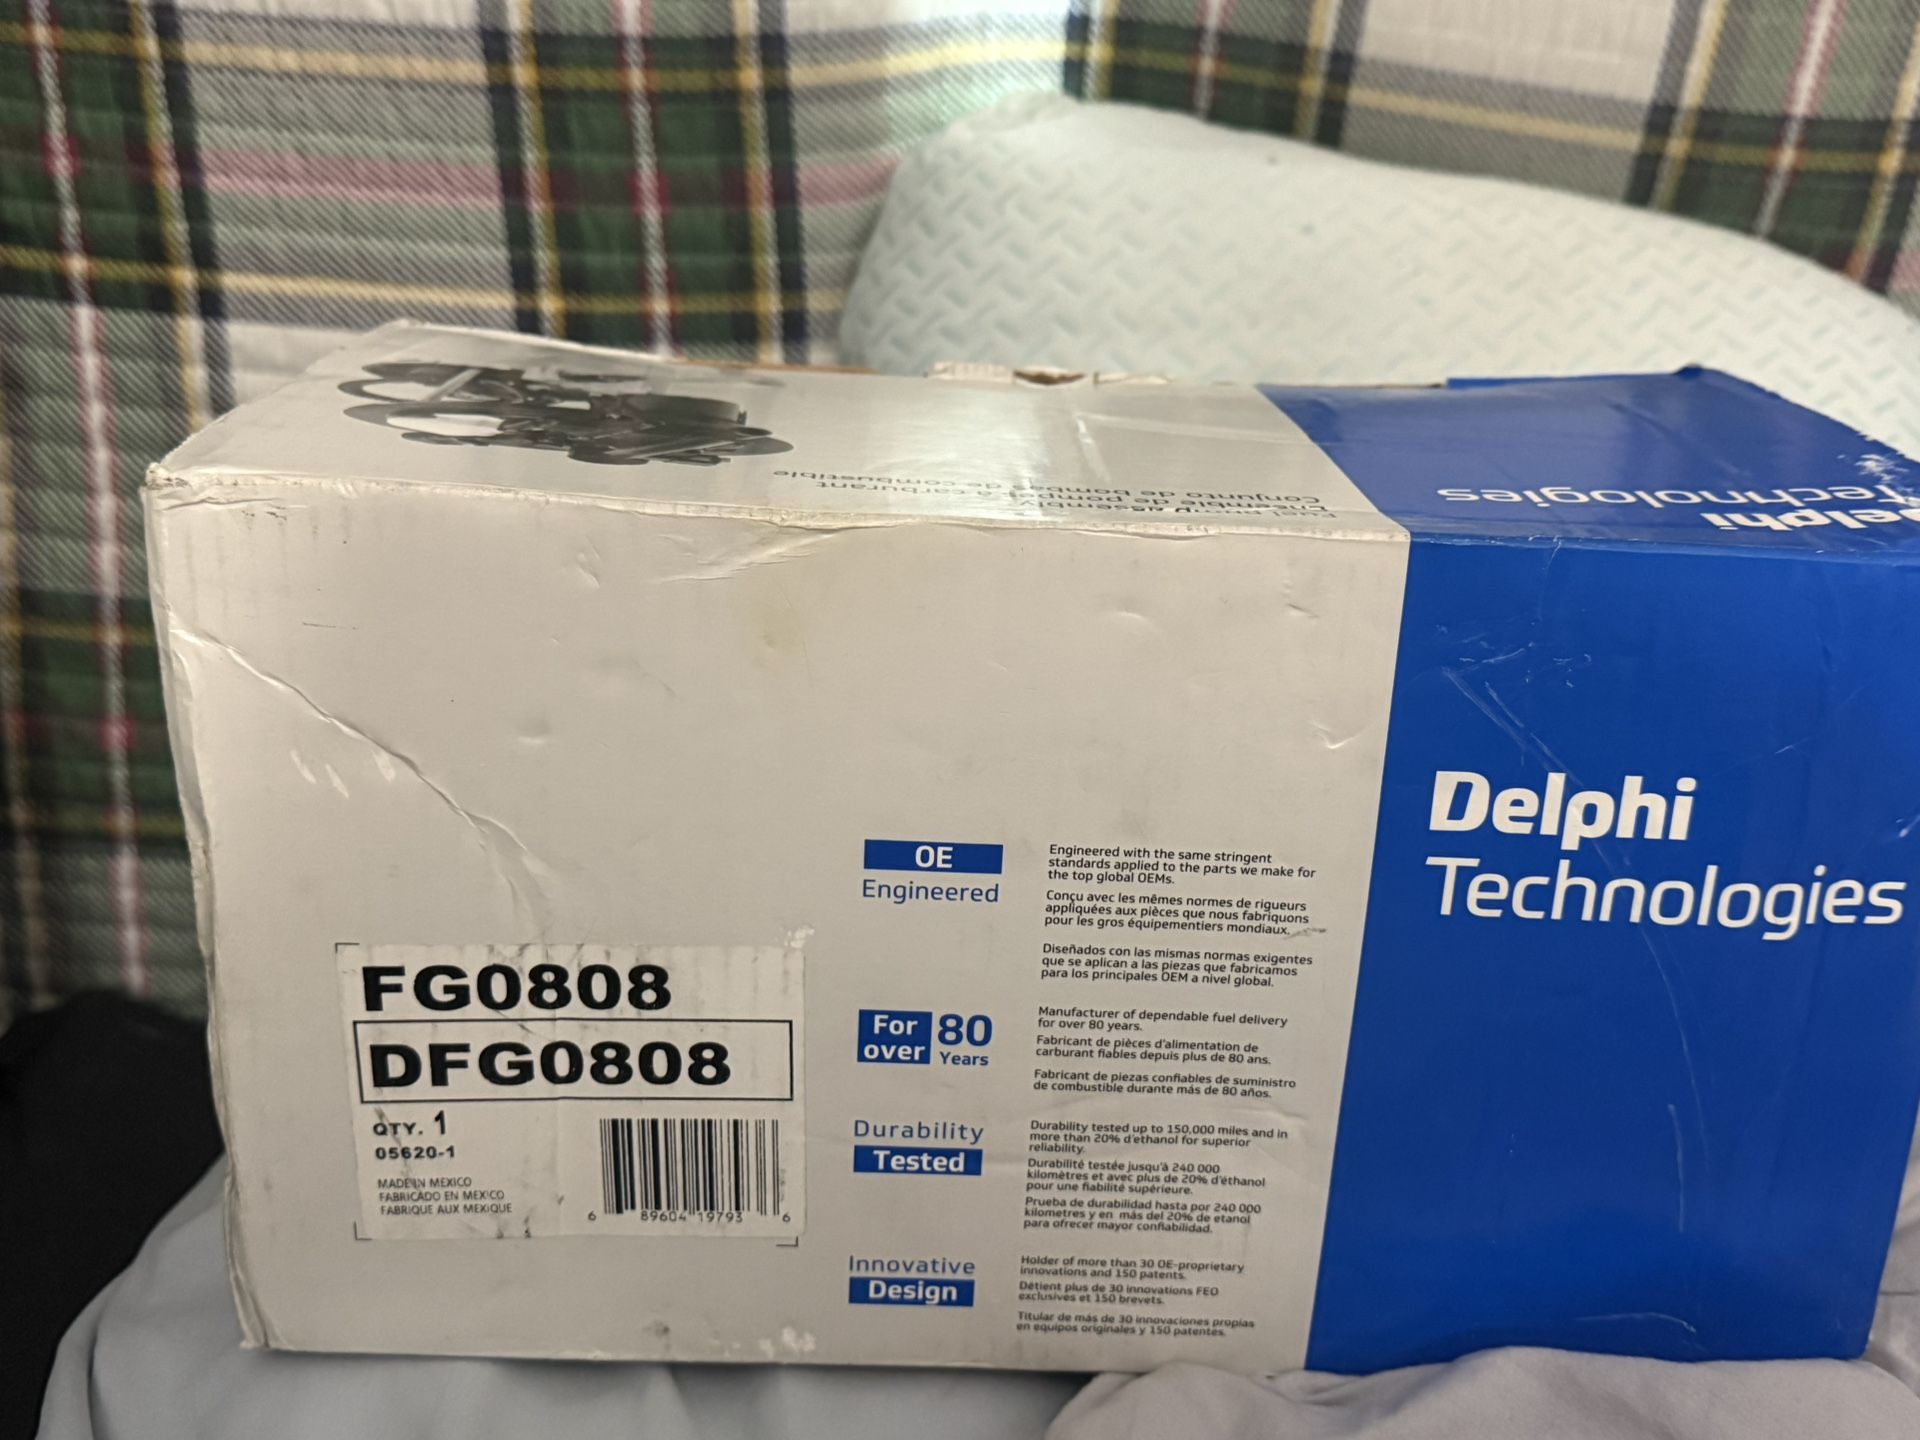 Fuel pump Assembly
Ensemble de pompes à carburant
Conjunto de bombas de combustible
Delphi
Technologies
OE
Engineered
Engineered with the same stringent
standards applied to the parts we make for
the top global OEMs.
Conçu avec les mêmes normes de rigueurs
appliquées aux pièces que nous fabriquons
pour les gros équipementiers mondiaux.
Diseñados con las mismas normas exigentes
que se aplican a las piezas que fabricamos
para los principales OEM a nivel global.
For
over
80
Years
Manufacturer of dependable fuel delivery
for over 80 years.
Fabricant de pièces d'alimentation de
carburant fiables depuis plus de 80 ans.
Fabricant de piezas confiables de suministro
de combustible durante más de 80 años.
Durability
Tested
Durability tested up to 150,000 miles and in
more than 20% d'ethanol for superior
reliability.
Durabilité testée jusqu'à 240 000
kilomètres et avec plus de 20% d'éthanol
pour une fiabilité supérieure.
Prueba de durabilidad hasta por 240 000
kilometres y en más del 20% de etanol
para ofrecer mayor confiabilidad.
Innovative
Design
Holder of more than 30 OE-proprietary
innovations and 150 patents.
Détient plus de 30 innovations FEO
exclusives et 150 brevets.
Titular de más de 30 innovaciones propias
en equipos originales y 150 patentes.
FG0808
DFG0808
QTY. 1
05620-1
MADE IN MEXICO
FABRICADO EN MEXICO
FABRIQUE AUX MEXIQUE
6 89604 19793 6
Delphi
Technologies